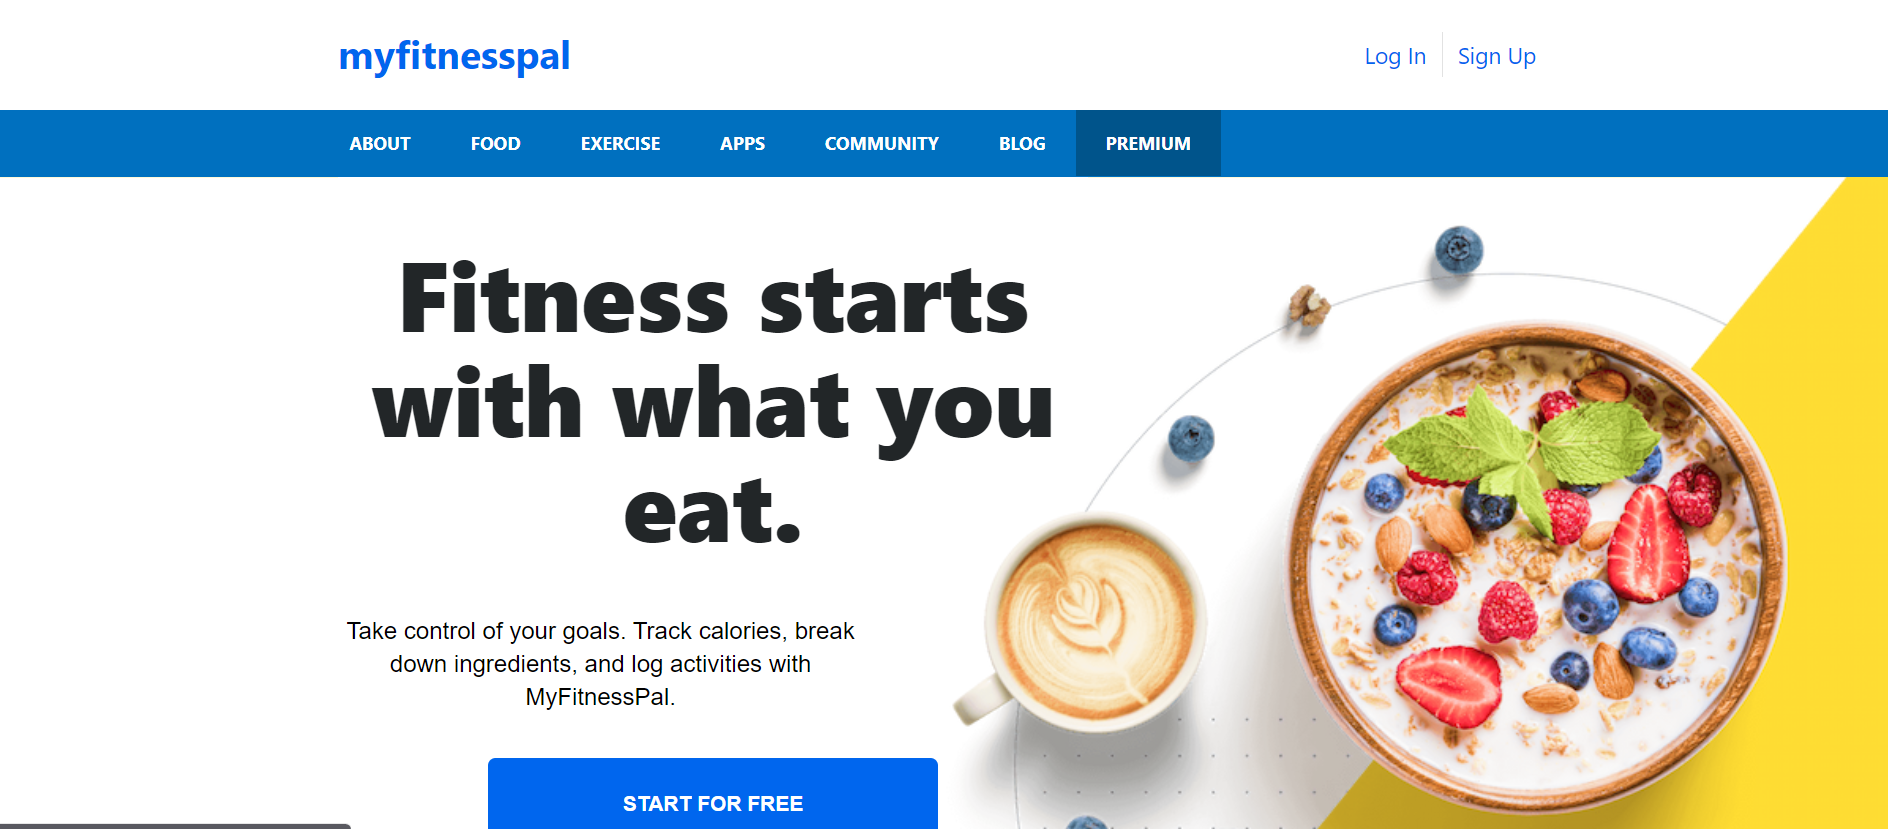 myfitnesspal
Log In
Sign Up
ABOUT
FOOD
EXERCISE
APPS
COMMUNITY
BLOG
PREMIUM
Fitness starts
with what you
eat.
Take control of your goals. Track calories, break
down ingredients, and log activities with
MyFitnessPal.
START FOR FREE